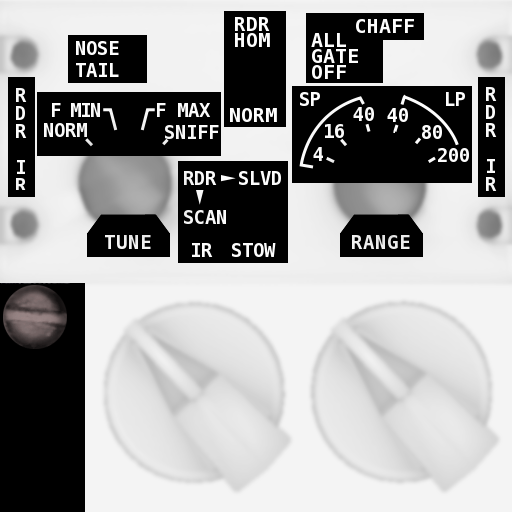 NOSE
TAIL
RDR
HOM
NORM
CHAFF
ALL
GATE
OFF
RDR IR
F MIN F MAX
NORM SNIFF
SP LP
4 16 40 40 80 200
RDR IR
RDR SLVD
SCAN
IR STOW
TUNE
RANGE